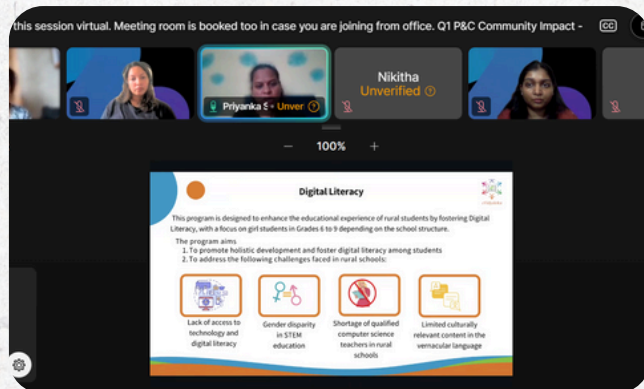 this session virtual. Meeting room is booked too in case you are joining from office. Q1 P&C Community Impact -
CC
Priyanka S
Unver
Nikitha
Unverified
100%
Digital Literacy
This program is designed to enhance the educational experience of rural students by fostering Digital
Literacy, with a focus on girl students in Grades 6 to 9 depending on the school structure.
The program aims
1. To promote holistic development and foster digital literacy among students
2. To address the following challenges faced in rural schools:
Lack of access to
technology and
digital literacy
Gender disparity
in STEM
education
Shortage of qualified
computer science
teachers in rural
schools
Limited culturally
relevant content in the
vernacular language